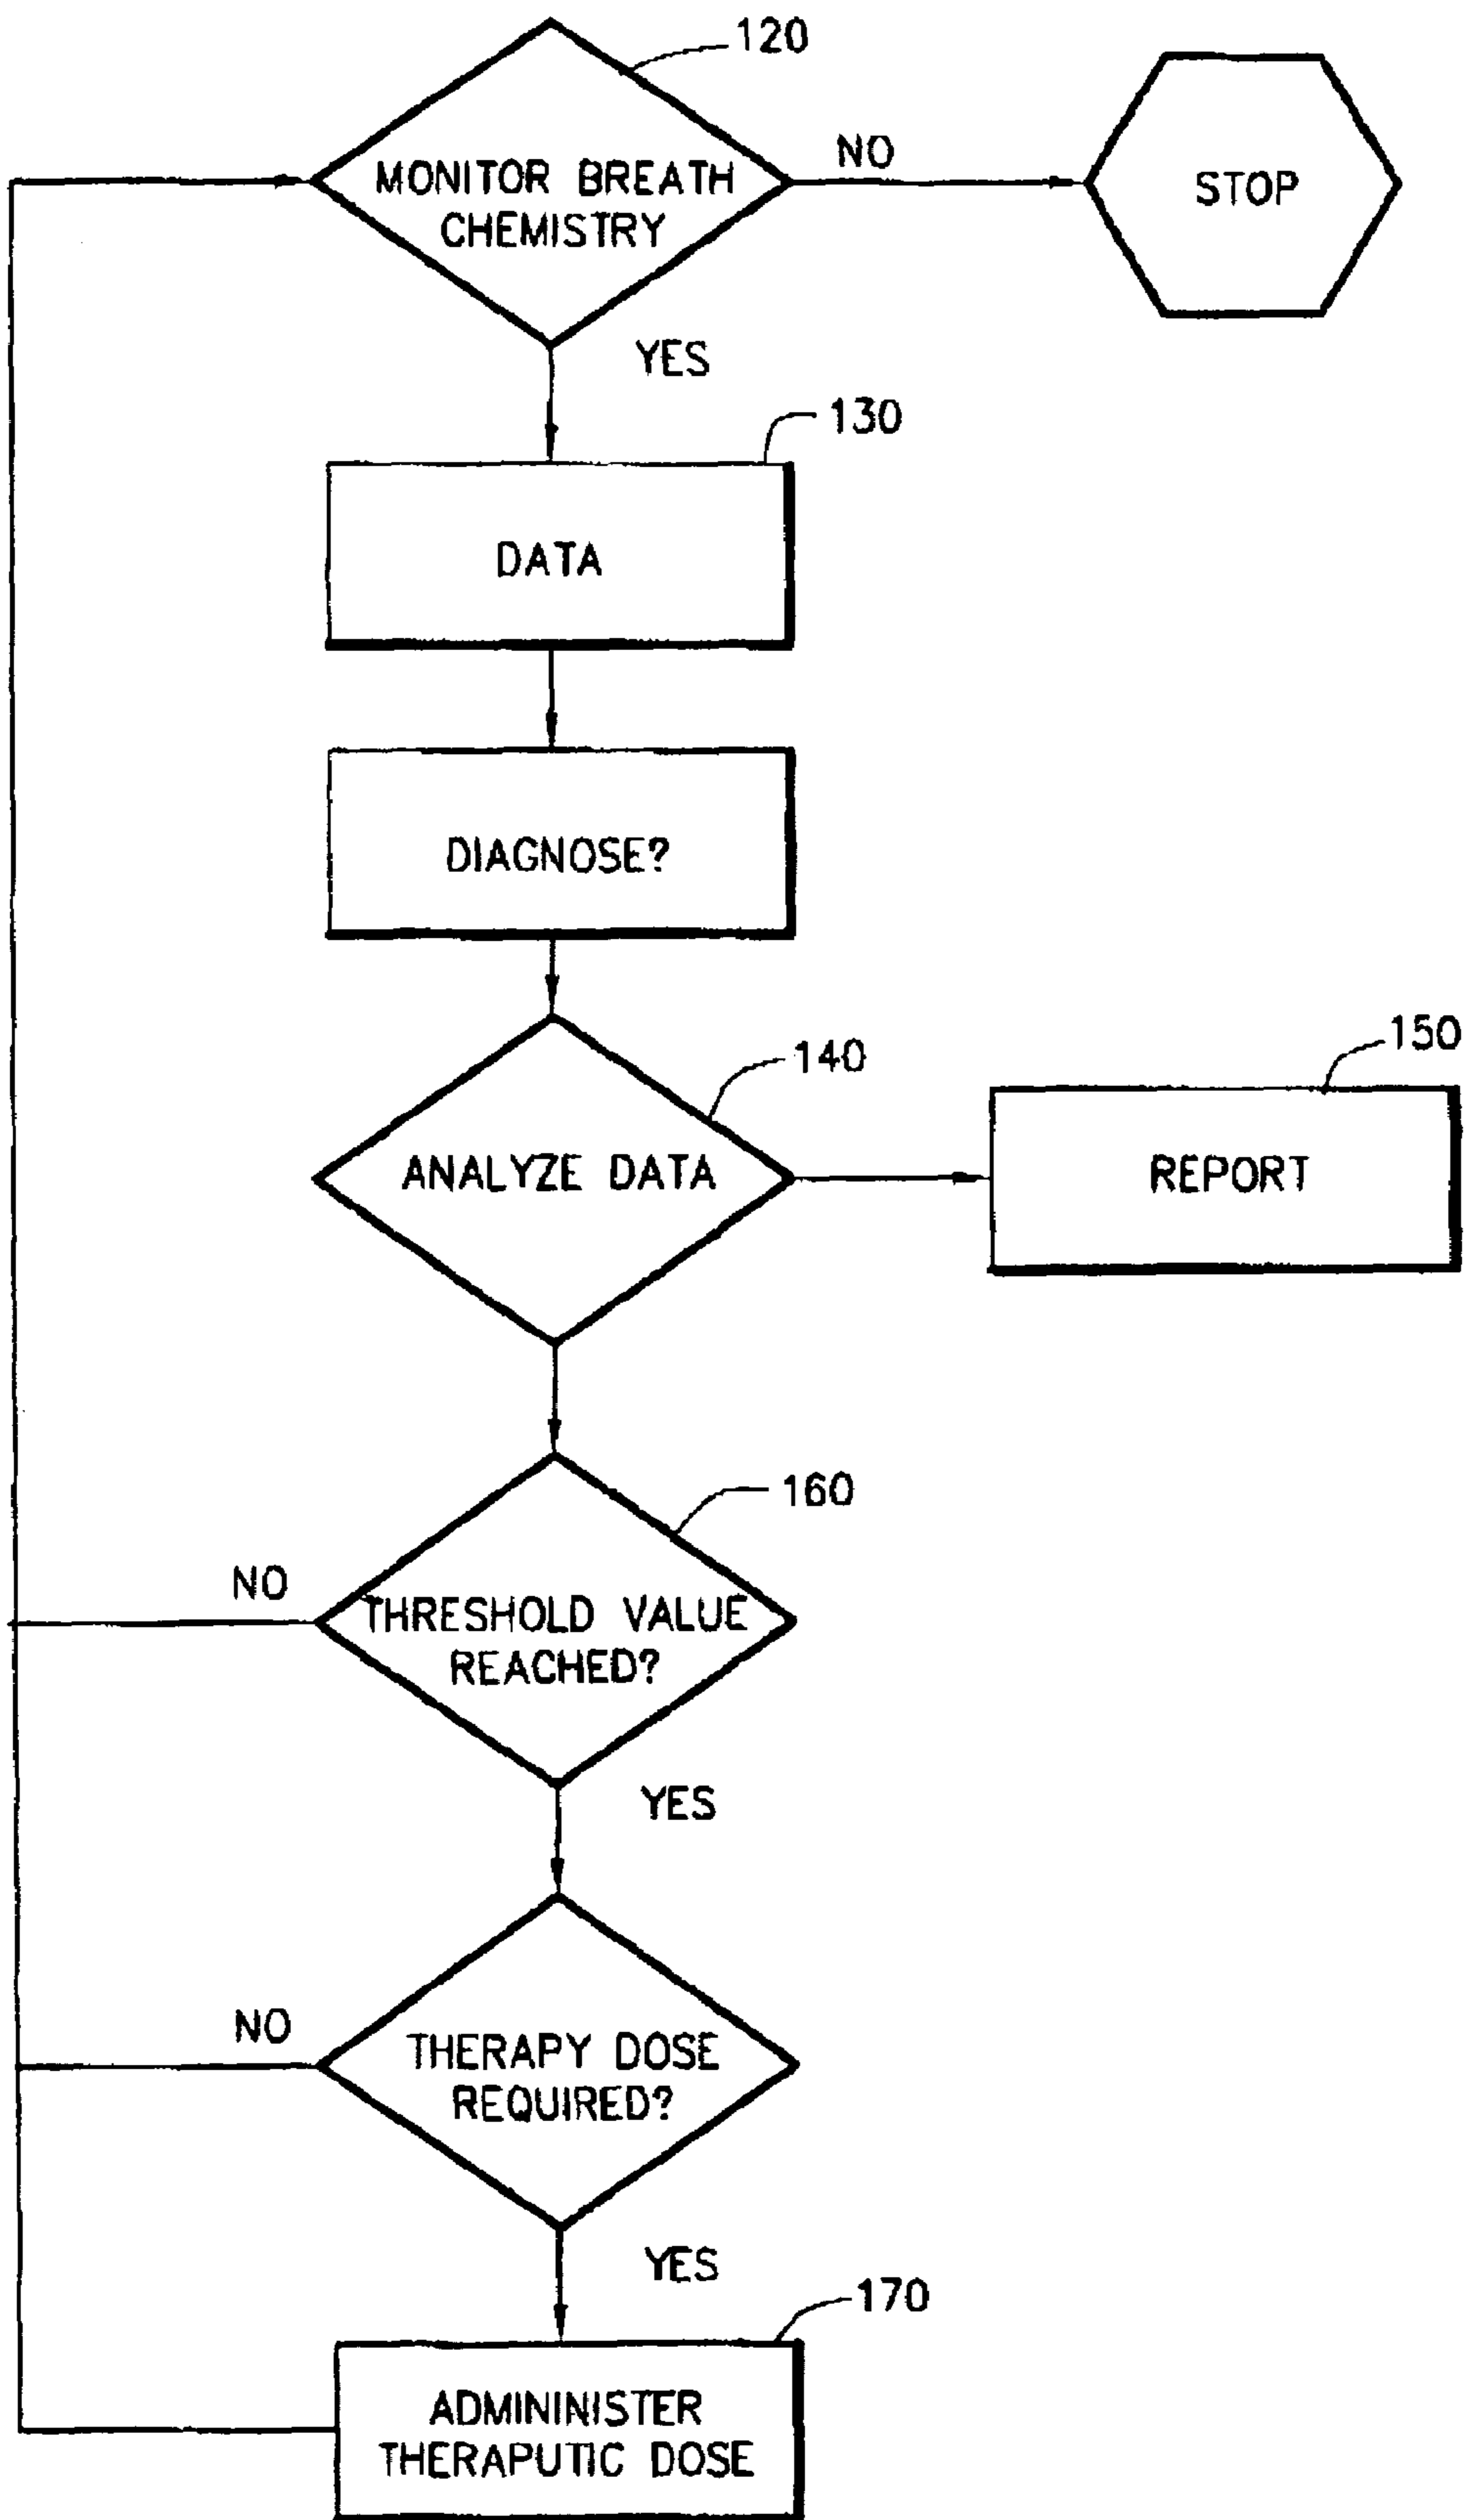 120
MONITOR BREATH
CHEMISTRY
NO
STOP
YES
130
DATA
DIAGNOSE?
140
ANALYZE DATA
150
REPORT
160
NO
THRESHOLD VALUE
REACHED?
YES
NO
THERAPY DOSE
REQUIRED?
YES
170
ADMININISTER
THERAPUTIC DOSE